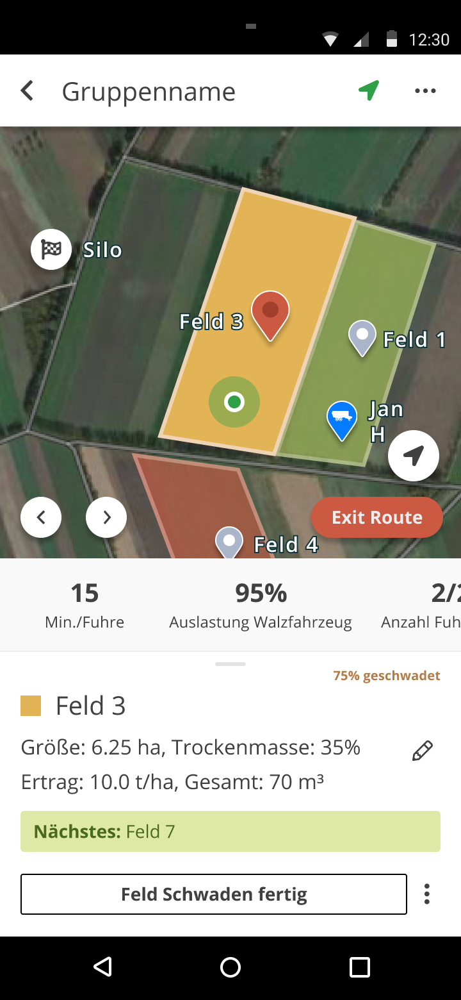 12:30
Gruppenname
Silo
Feld 3
Feld 1
Jan
H
Exit Route
Feld 4
15
95%
2/2
Min./Fuhre
Auslastung Walzfahrzeug
Anzahl Fuh
75% geschwadet
Feld 3
Größe: 6.25 ha, Trockenmasse: 35%
Ertrag: 10.0 t/ha, Gesamt: 70 m³
Nächstes: Feld 7
Feld Schwaden fertig